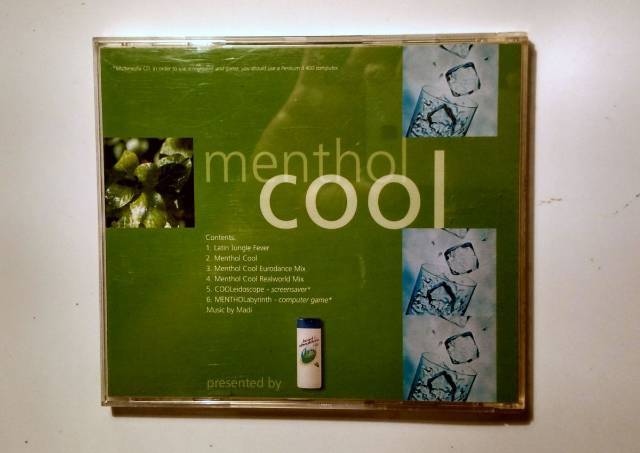 *Multimedia CD. In order to use screensaver and game, you should use a Pentium II 400 computer.
menthol
cool
Contents:
1. Latin Jungle Fever
2. Menthol Cool
3. Menthol Cool Eurodance Mix
4. Menthol Cool Realworld Mix
5. COOLeidoscope - screensaver*
6. MENTHOLabyrinth - computer game*
Music by Madi
presented by